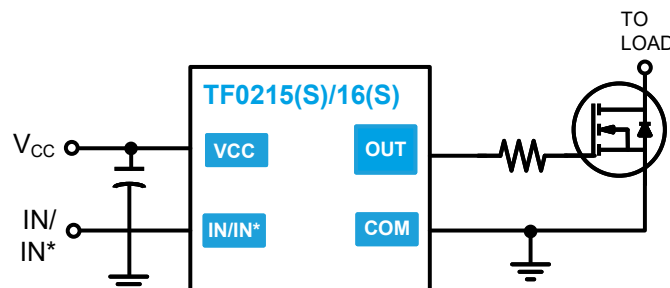 TO
LOAD
TF0215(S)/16(S)
VCC
VCC
OUT
IN/
IN*
IN/IN*
COM